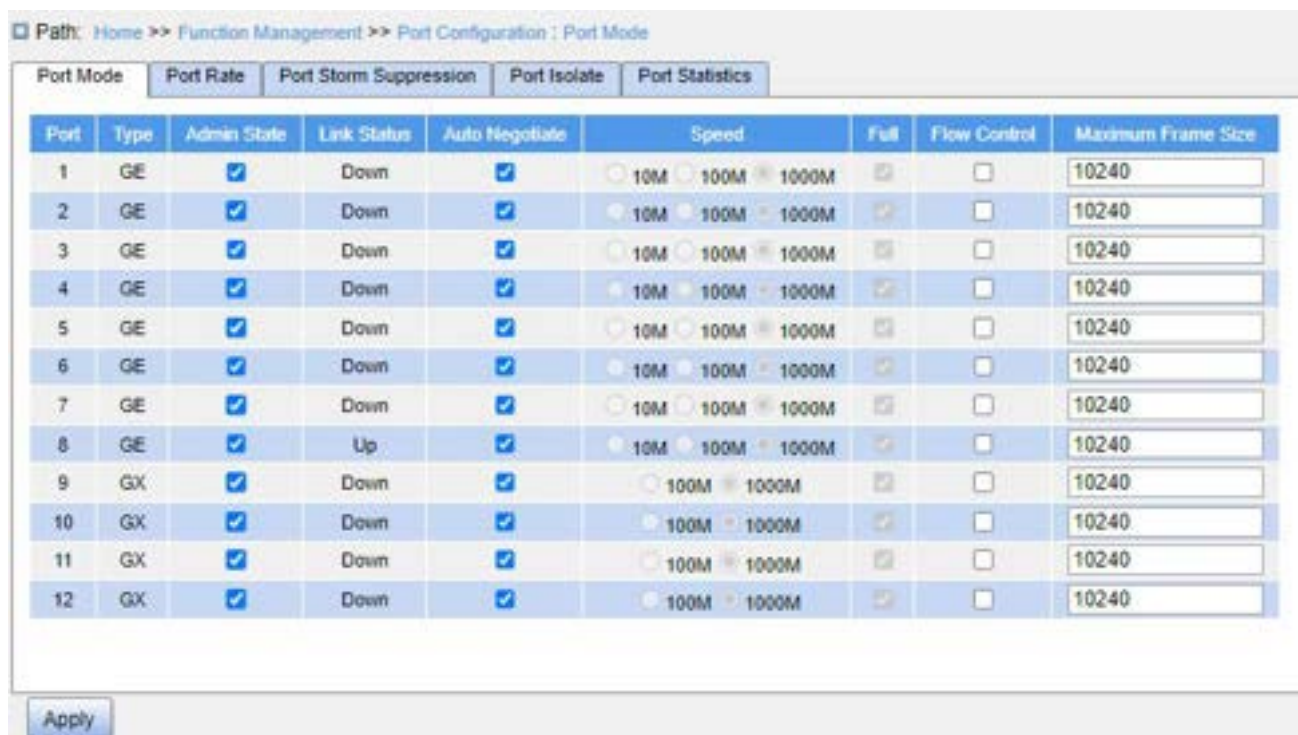 Path: Home >> Function Management >> Port Configuration : Port Mode
Port Mode Port Rate Port Storm Suppression Port Isolate Port Statistics
Port Type Admin State Link Status Auto Negotiate Speed Full Flow Control Maximum Frame Size
1 GE Down 10M 100M 1000M 10240
2 GE Down 10M 100M 1000M 10240
3 GE Down 10M 100M 1000M 10240
4 GE Down 10M 100M 1000M 10240
5 GE Down 10M 100M 1000M 10240
6 GE Down 10M 100M 1000M 10240
7 GE Down 10M 100M 1000M 10240
8 GE Up 10M 100M 1000M 10240
9 GX Down 100M 1000M 10240
10 GX Down 100M 1000M 10240
11 GX Down 100M 1000M 10240
12 GX Down 100M 1000M 10240
Apply